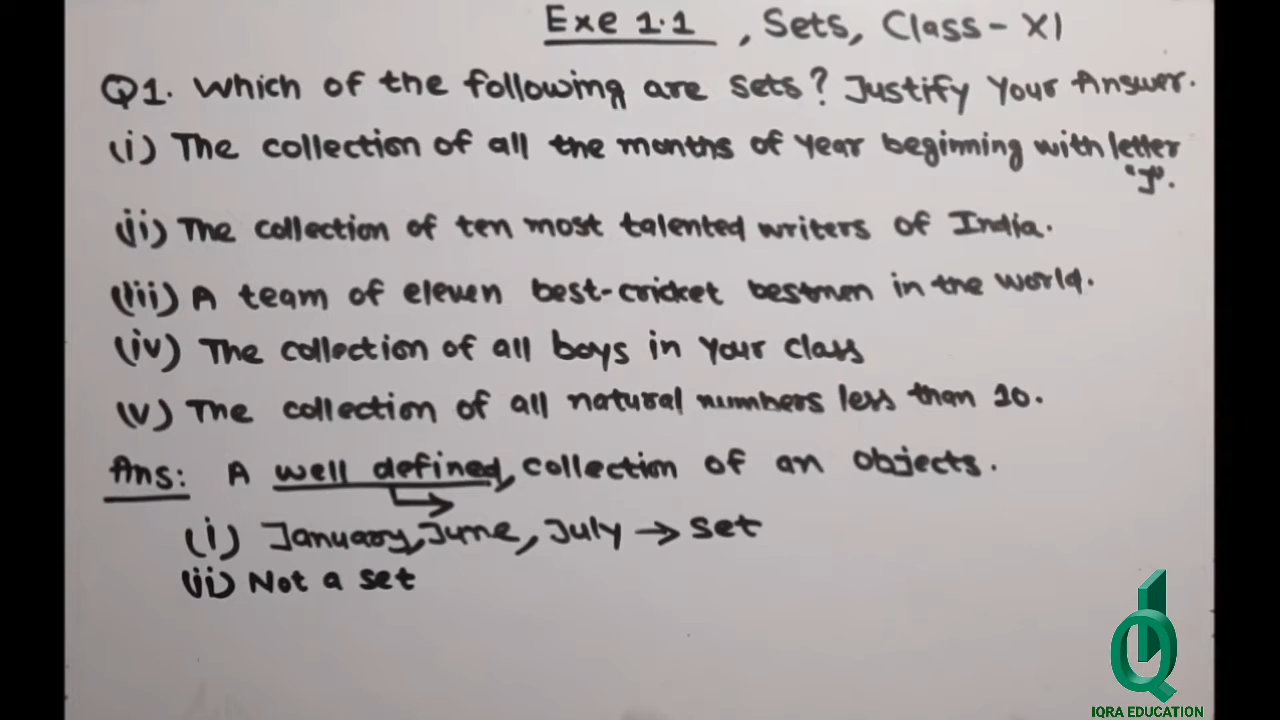 Exe 1.1 , Sets, Class - XI
Q1. Which of the following are sets? Justify Your Answer.
(i) The collection of all the months of Year beginning with letter
"J".
(ii) The collection of ten most talented writers of India.
(iii) A team of eleven best-cricket bestmen in the world.
(iv) The collection of all boys in Your class
(v) The collection of all natural numbers less than 10.
Ans: A well defined, collection of an objects.
(i) January, June, July → Set
(ii) Not a set
IQRA EDUCATION